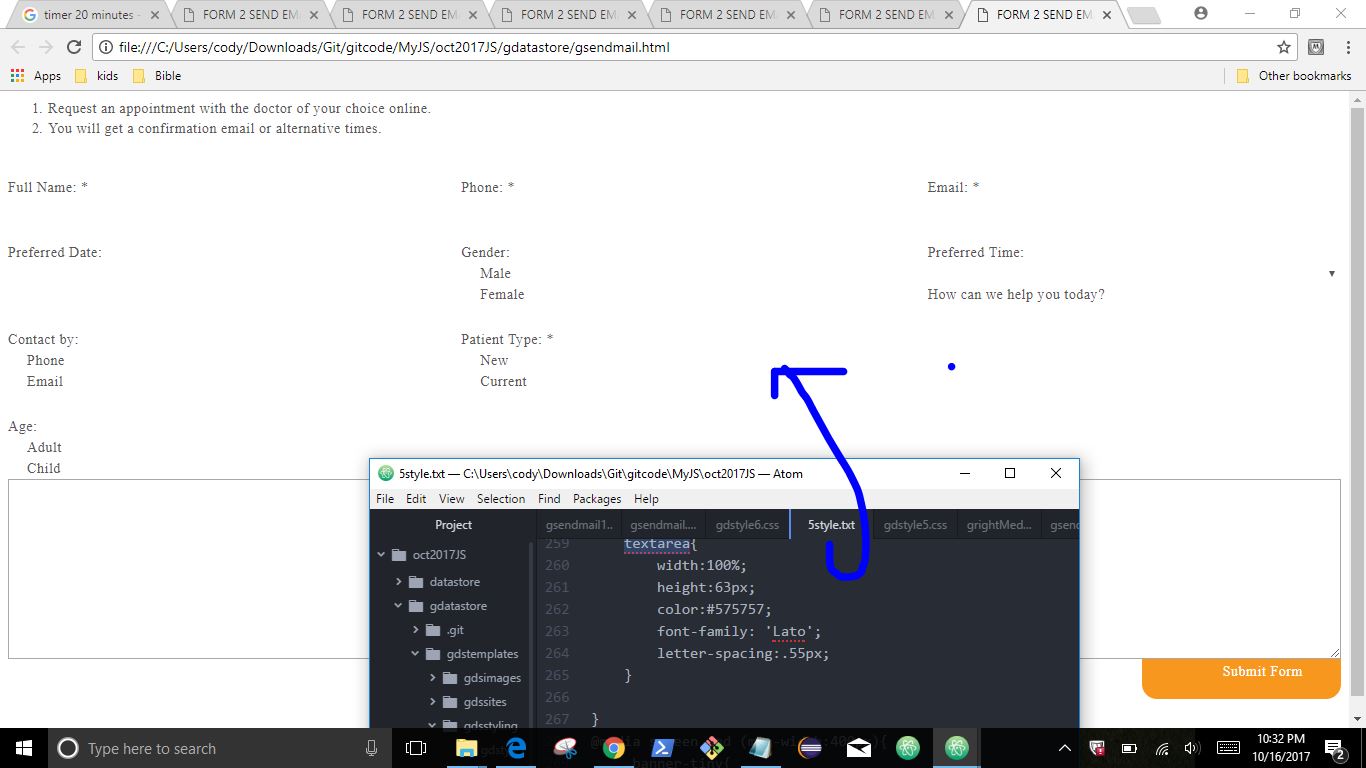 timer 20 minutes -
FORM 2 SEND EM
FORM 2 SEND EM
FORM 2 SEND EM
FORM 2 SEND EM
FORM 2 SEND EM
FORM 2 SEND EM
file:///C:/Users/cody/Downloads/Git/gitcode/MyJS/oct2017JS/gdatastore/gsendmail.html
Apps kids Bible Other bookmarks
1. Request an appointment with the doctor of your choice online.
2. You will get a confirmation email or alternative times.
Full Name: * Phone: * Email: *
Preferred Date: Gender: Preferred Time:
Male
Female How can we help you today?
Contact by: Patient Type: *
Phone New
Email Current
Age:
Adult
Child
5style.txt — C:\Users\cody\Downloads\Git\gitcode\MyJS\oct2017JS — Atom
File Edit View Selection Find Packages Help
Project gsendmail1.. gsendmail.... gdstyle6.css 5style.txt gdstyle5.css grightMed... gsend
oct2017JS
datastore
gdatastore
.git
gdstemplates
gdsimages
gdssites
gdsstyling
259 textarea{
260 width:100%;
261 height:63px;
262 color:#575757;
263 font-family: 'Lato';
264 letter-spacing:.55px;
265 }
266
267 }
Submit Form
Type here to search
10:32 PM
10/16/2017
2